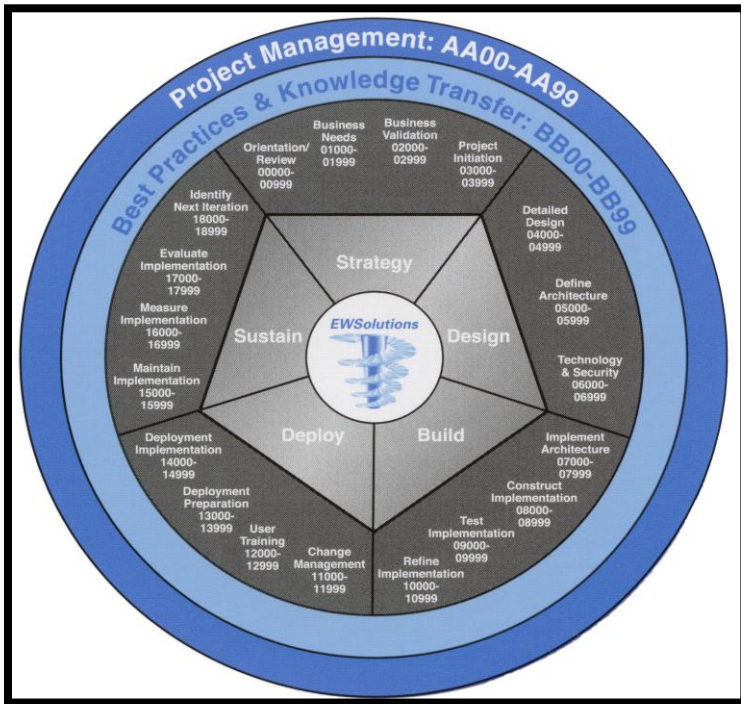 Project Management: AA00-AA99
Best Practices & Knowledge Transfer: BB00-BB99
Orientation/
Review
00000-
00999
Business
Needs
01000-
01999
Business
Validation
02000-
02999
Project
Initiation
03000-
03999
Detailed
Design
04000-
04999
Define
Architecture
05000-
05999
Technology
& Security
06000-
06999
Implement
Architecture
07000-
07999
Construct
Implementation
08000-
08999
Test
Implementation
09000-
09999
Refine
Implementation
10000-
10999
Change
Management
11000-
11999
User
Training
12000-
12999
Deployment
Preparation
13000-
13999
Deployment
Implementation
14000-
14999
Maintain
Implementation
15000-
15999
Measure
Implementation
16000-
16999
Evaluate
Implementation
17000-
17999
Identify
Next Iteration
18000-
18999
Strategy
Design
Build
Deploy
Sustain
EWSolutions